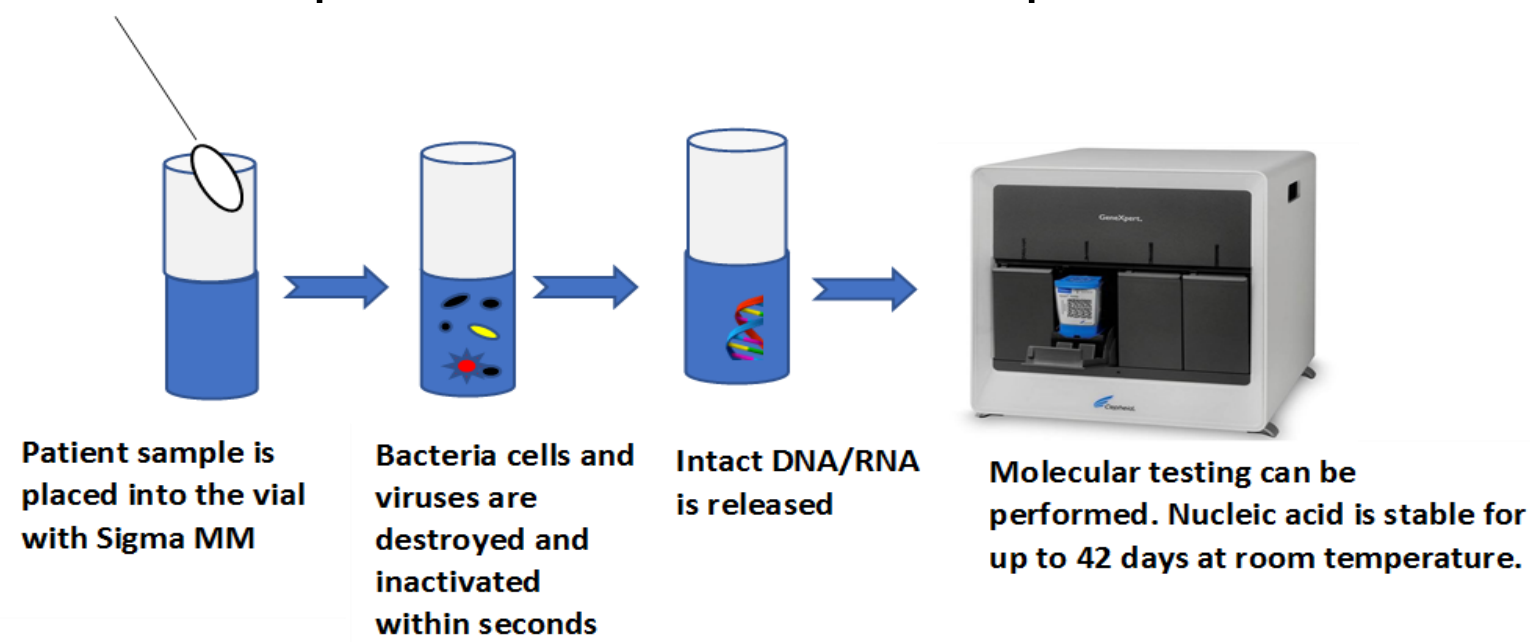 Patient sample is
placed into the vial
with Sigma MM
Bacteria cells and
viruses are
destroyed and
inactivated
within seconds
Intact DNA/RNA
is released
GeneXpert.
Cepheid.
Molecular testing can be
performed. Nucleic acid is stable for
up to 42 days at room temperature.